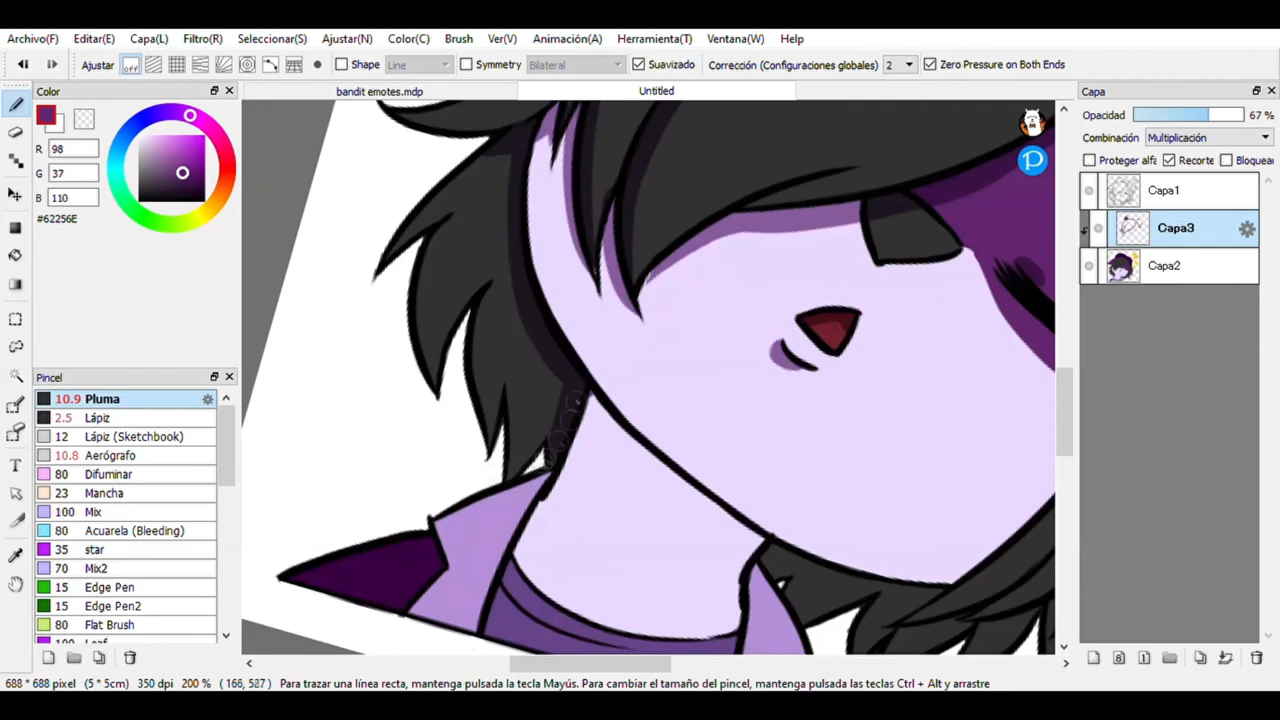 Archivo(F) Editar(E) Capa(L) Filtro(R) Seleccionar(S) Ajustar(N) Color(C) Brush Ver(V) Animación(A) Herramienta(T) Ventana(W) Help
Ajustar off Shape Line Symmetry Bilateral Suavizado Corrección (Configuraciones globales) 2 Zero Pressure on Both Ends
Color
bandit emotes.mdp
Untitled
Capa
R 98
G 37
B 110
#62256E
Opacidad 67 %
Combinación Multiplicación
Proteger alfa Recorte Bloquear
Capa1
Capa3
Capa2
P
Pincel
10.9 Pluma
2.5 Lápiz
12 Lápiz (Sketchbook)
10.8 Aerógrafo
80 Difuminar
23 Mancha
100 Mix
80 Acuarela (Bleeding)
35 star
70 Mix2
15 Edge Pen
15 Edge Pen2
80 Flat Brush
100 Leaf
688 * 688 pixel (5 * 5cm) 350 dpi 200 % (166, 527) Para trazar una línea recta, mantenga pulsada la tecla Mayús. Para cambiar el tamaño del pincel, mantenga pulsada las teclas Ctrl + Alt y arrastre